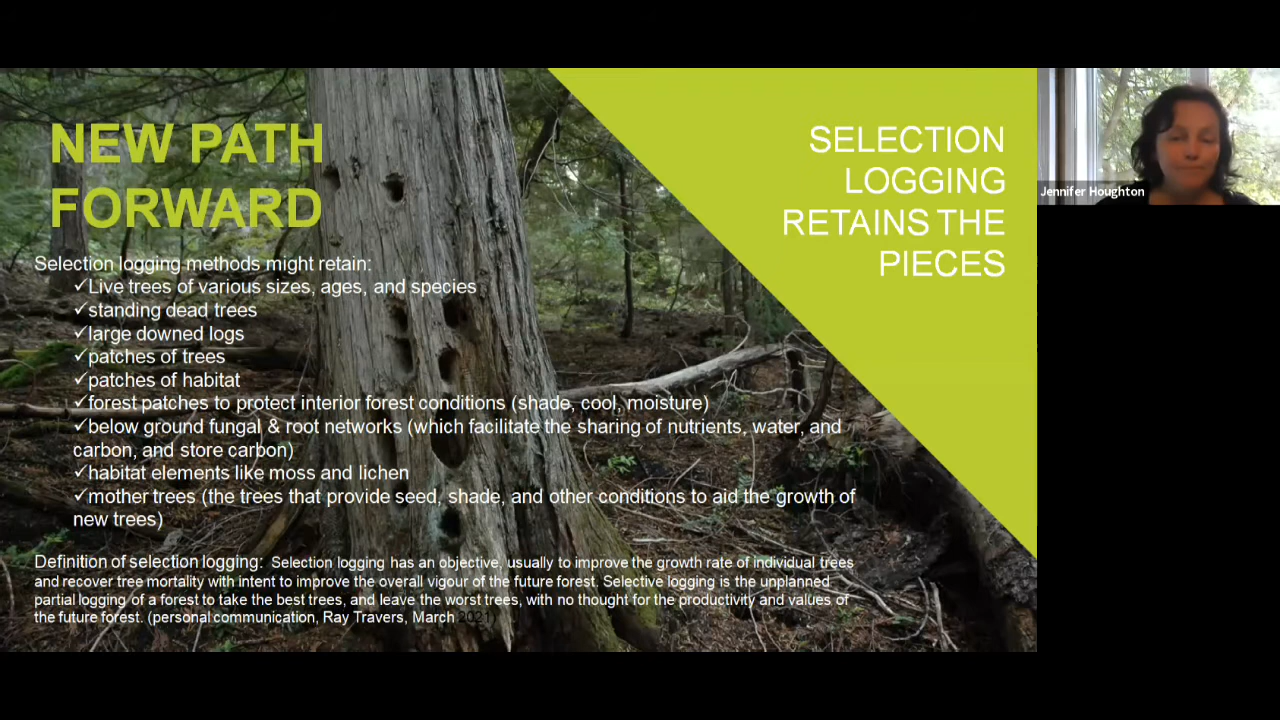 NEW PATH
FORWARD
SELECTION
LOGGING
RETAINS THE
PIECES
Jennifer Houghton
Selection logging methods might retain:
✓Live trees of various sizes, ages, and species
✓standing dead trees
✓large downed logs
✓patches of trees
✓patches of habitat
✓forest patches to protect interior forest conditions (shade, cool, moisture)
✓below ground fungal & root networks (which facilitate the sharing of nutrients, water, and
carbon, and store carbon)
✓habitat elements like moss and lichen
✓mother trees (the trees that provide seed, shade, and other conditions to aid the growth of
new trees)
Definition of selection logging: Selection logging has an objective, usually to improve the growth rate of individual trees
and recover tree mortality with intent to improve the overall vigour of the future forest. Selective logging is the unplanned
partial logging of a forest to take the best trees, and leave the worst trees, with no thought for the productivity and values of
the future forest. (personal communication, Ray Travers, March 2021)